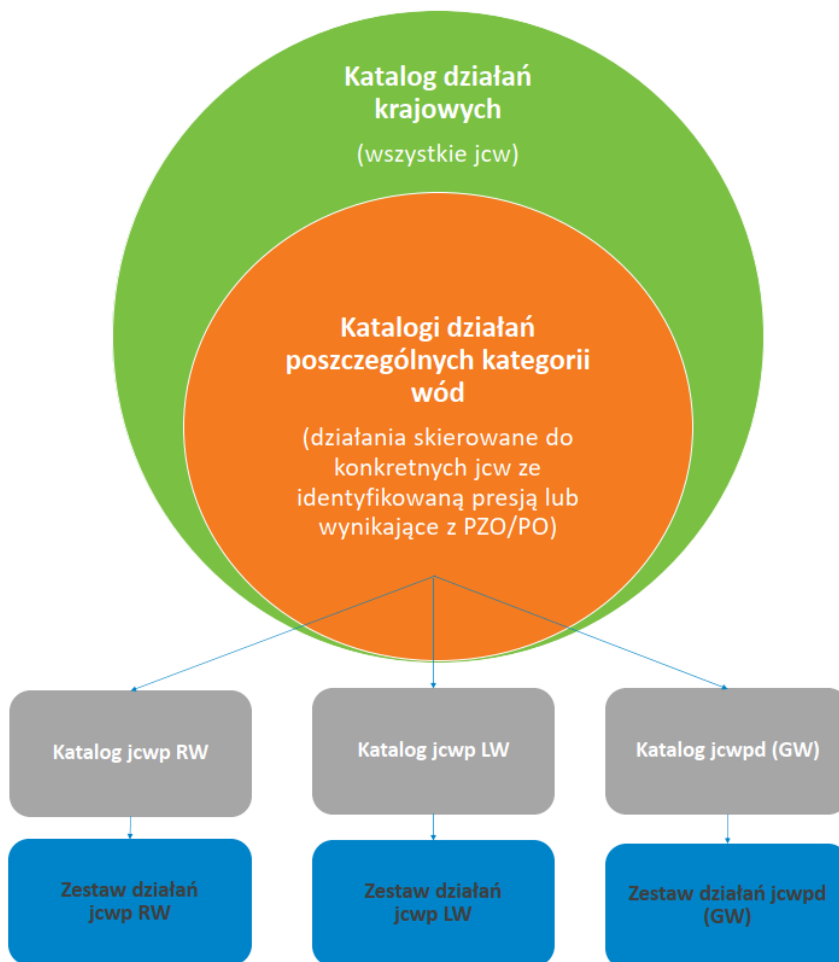 Katalog działań
krajowych
(wszystkie jcw)
Katalogi działań
poszczególnych kategorii
wód
(działania skierowane do
konkretnych jcw ze
identyfikowaną presją lub
wynikające z PZO/PO)
Katalog jcwp RW
Katalog jcwp LW
Katalog jcwpd (GW)
Zestaw działań
jcwp RW
Zestaw działań
jcwp LW
Zestaw działań jcwpd
(GW)